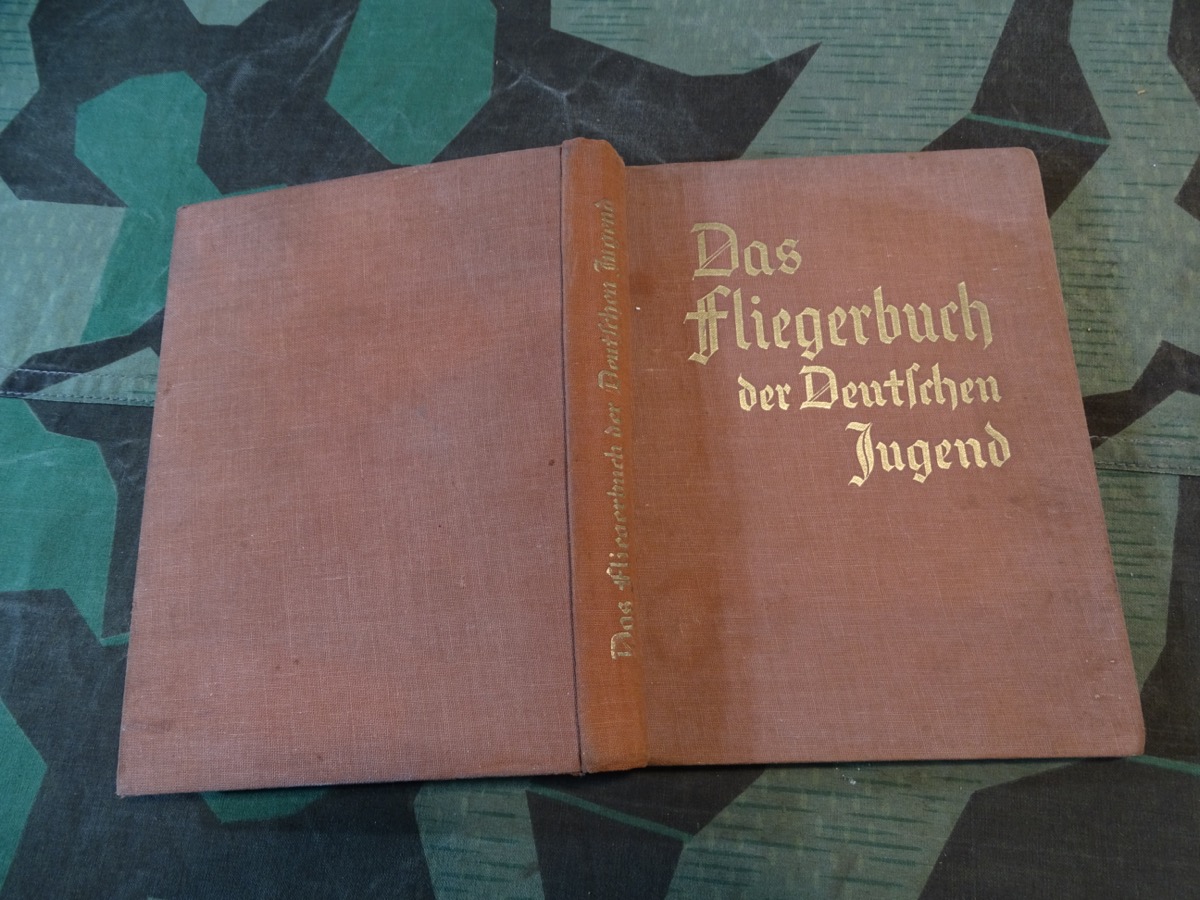 Das
Fliegerbuch
der Deutſchen
Jugend
Das Fliegerbuch der Deutſchen Jugend